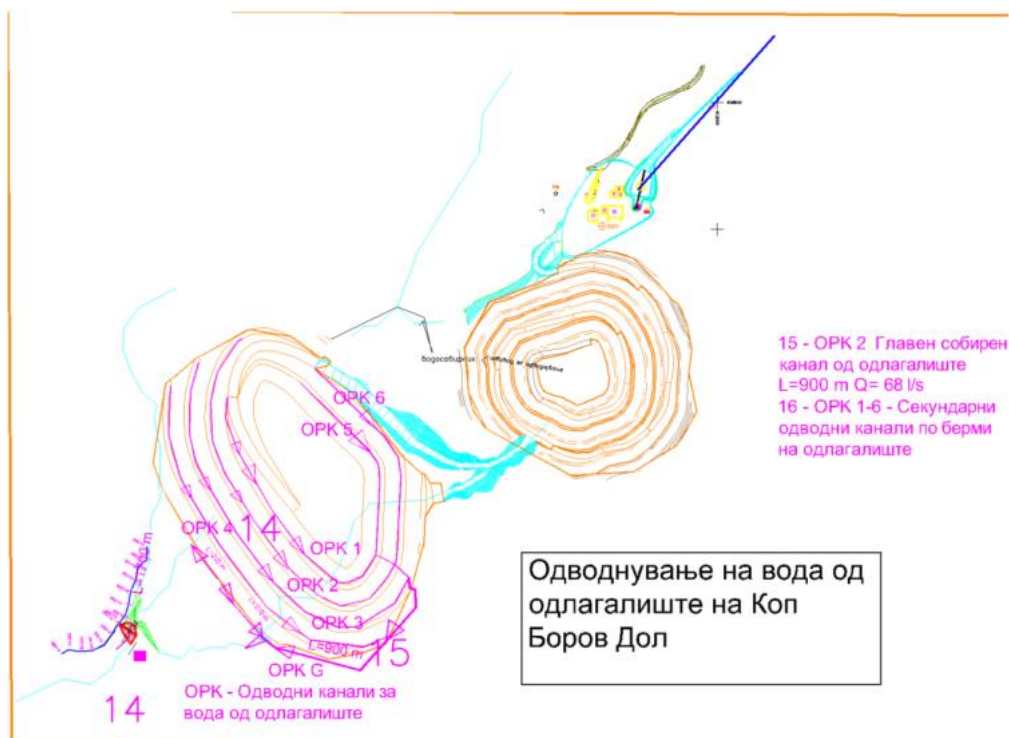 15 - ОРК 2 Главен собирен
канал од одлагалиште
L=900 m Q= 68 l/s
16 - ОРК 1-6 - Секундарни
одводни канали по берми
на одлагалиште
водособирник
ОРК 6
ОРК 5
ОРК 4
14
ОРК 1
ОРК 2
ОРК 3
L=900 m
15
ОРК G
ОРК - Одводни канали за
вода од одлагалиште
14
Одводнување на вода од
одлагалиште на Коп
Боров Дол